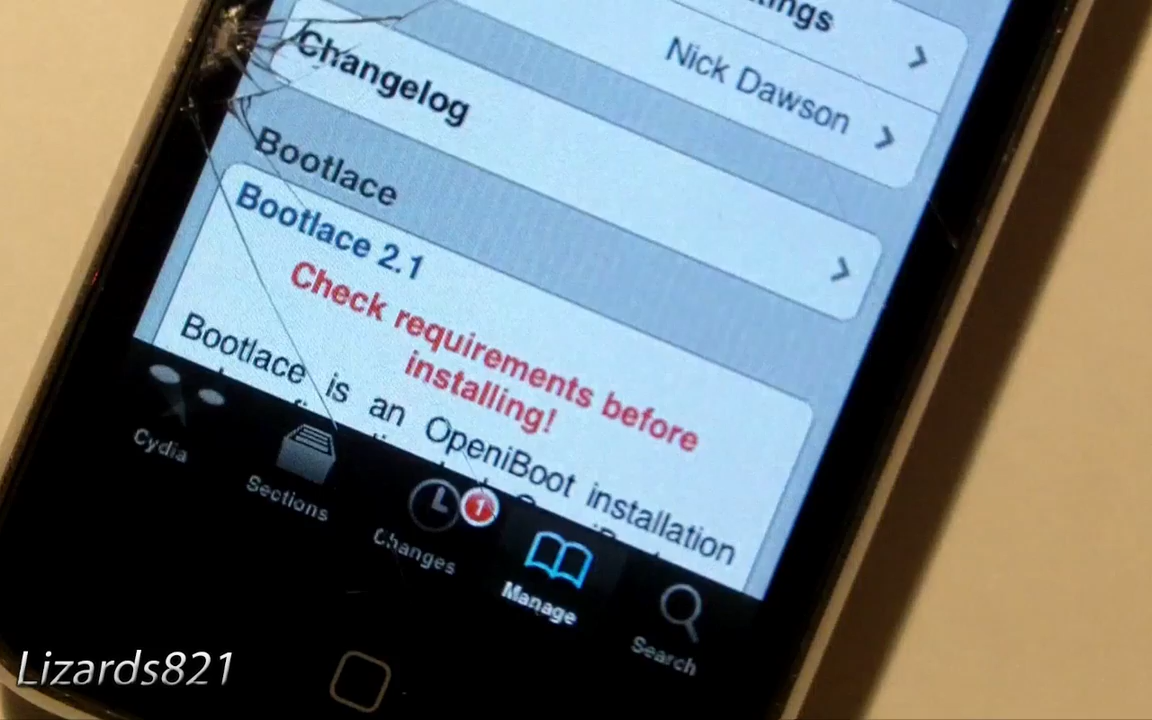 Nick Dawson
Changelog
Bootlace
Bootlace 2.1
Check requirements before
installing!
Bootlace is an OpeniBoot installation
Cydia
Sections
Changes
1
Manage
Search
Lizards821